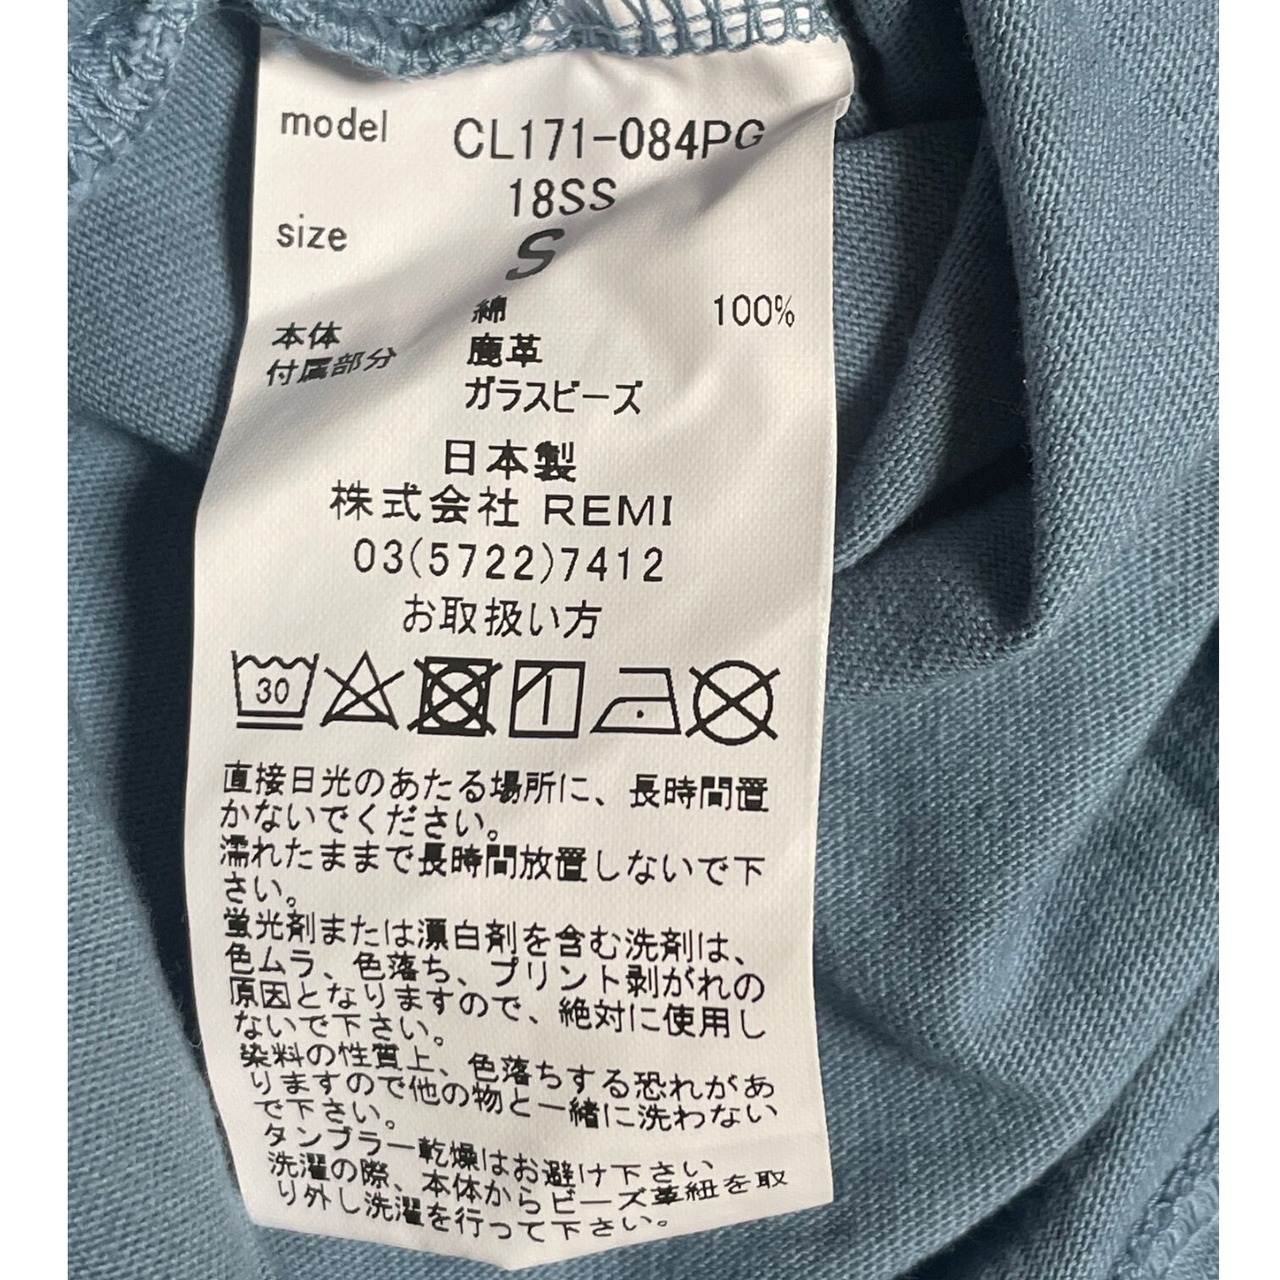 model CL171-084PG
18SS
size S
本体 綿 100%
付属部分 鹿革
ガラスビーズ
日本製
株式会社 REMI
03(5722)7412
お取扱い方
30
直接日光のあたる場所に、長時間置
かないでください。
濡れたままで長時間放置しないで下
さい。
蛍光剤または漂白剤を含む洗剤は、
色ムラ、色落ち、プリント剥がれの
原因となりますので、絶対に使用し
ないで下さい。
染料の性質上、色落ちする恐れがあ
りますので他の物と一緒に洗わない
で下さい。
タンブラー乾燥はお避け下さい
洗濯の際、本体からビーズ革紐を取
り外し洗濯を行って下さい。